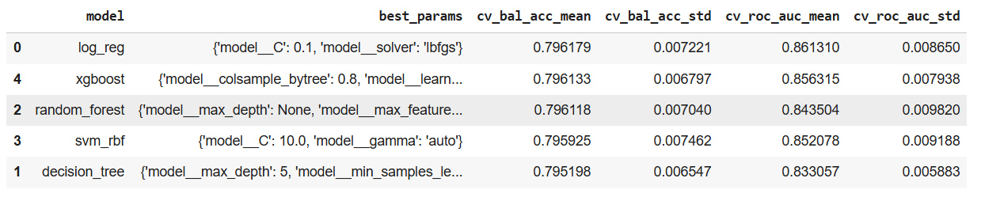 model best_params cv_bal_acc_mean cv_bal_acc_std cv_roc_auc_mean cv_roc_auc_std
0 log_reg {'model__C': 0.1, 'model__solver': 'lbfgs'} 0.796179 0.007221 0.861310 0.008650
4 xgboost {'model__colsample_bytree': 0.8, 'model__learn... 0.796133 0.006797 0.856315 0.007938
2 random_forest {'model__max_depth': None, 'model__max_feature... 0.796118 0.007040 0.843504 0.009820
3 svm_rbf {'model__C': 10.0, 'model__gamma': 'auto'} 0.795925 0.007462 0.852078 0.009188
1 decision_tree {'model__max_depth': 5, 'model__min_samples_le... 0.795198 0.006547 0.833057 0.005883